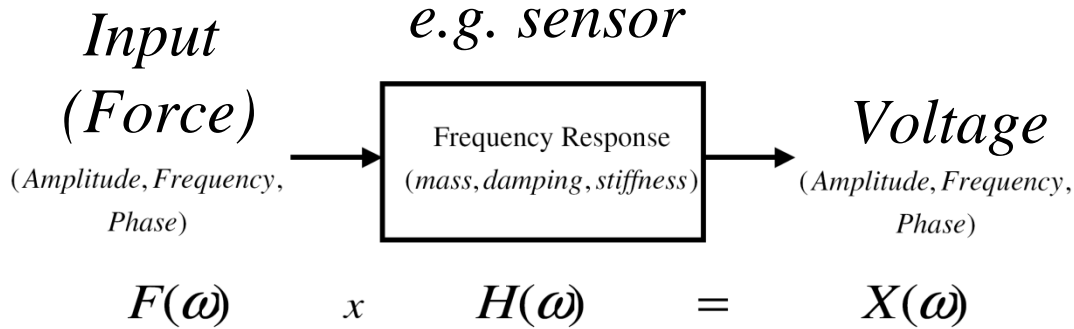 Input
(Force)
(Amplitude, Frequency,
Phase)
e.g. sensor
Frequency Response
(mass, damping, stiffness)
Voltage
(Amplitude, Frequency,
Phase)
F(ω) x H(ω) = X(ω)